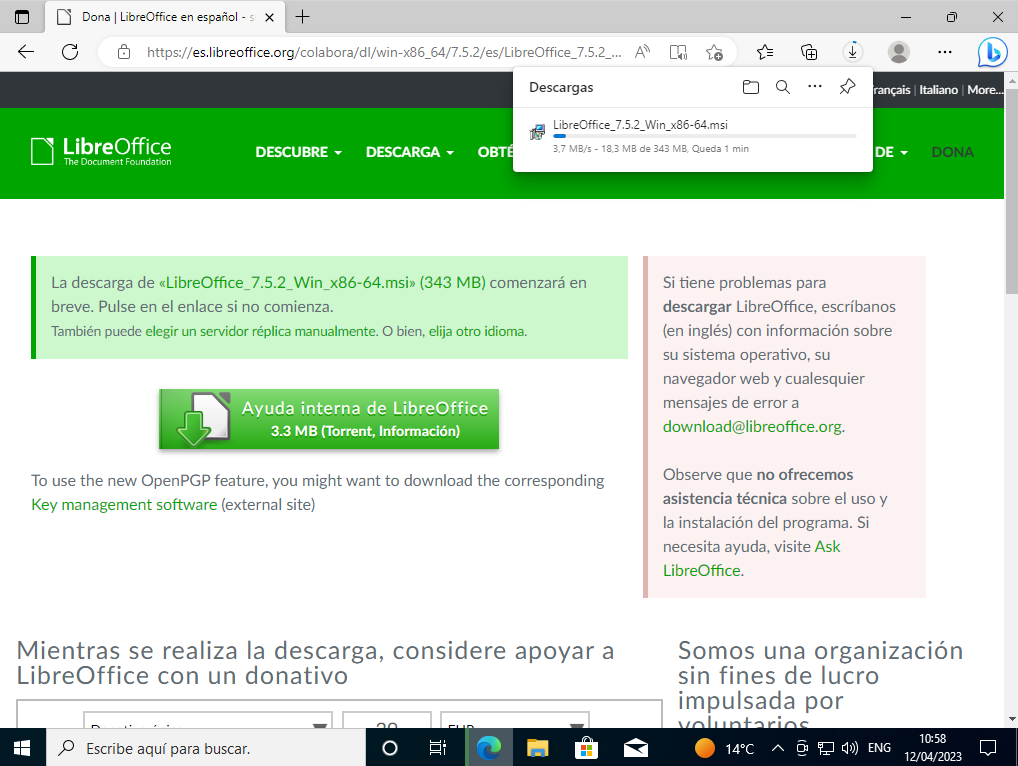 Dona | LibreOffice en español - s
https://es.libreoffice.org/colabora/dl/win-x86_64/7.5.2/es/LibreOffice_7.5.2_...
Descargas
LibreOffice_7.5.2_Win_x86-64.msi
3,7 MB/s - 18,3 MB de 343 MB, Queda 1 min
rançais | Italiano | More...
LibreOffice
The Document Foundation
DESCUBRE
DESCARGA
OBTÉ
DE
DONA
La descarga de «LibreOffice_7.5.2_Win_x86-64.msi» (343 MB) comenzará en
breve. Pulse en el enlace si no comienza.
También puede elegir un servidor réplica manualmente. O bien, elija otro idioma.
Ayuda interna de LibreOffice
3.3 MB (Torrent, Información)
To use the new OpenPGP feature, you might want to download the corresponding
Key management software (external site)
Si tiene problemas para
descargar LibreOffice, escríbanos
(en inglés) con información sobre
su sistema operativo, su
navegador web y cualesquier
mensajes de error a
download@libreoffice.org.
Observe que no ofrecemos
asistencia técnica sobre el uso y
la instalación del programa. Si
necesita ayuda, visite Ask
LibreOffice.
Mientras se realiza la descarga, considere apoyar a
LibreOffice con un donativo
Somos una organización
sin fines de lucro
impulsada por
voluntarios
EUR
Escribe aquí para buscar.
14°C
ENG
10:58
12/04/2023